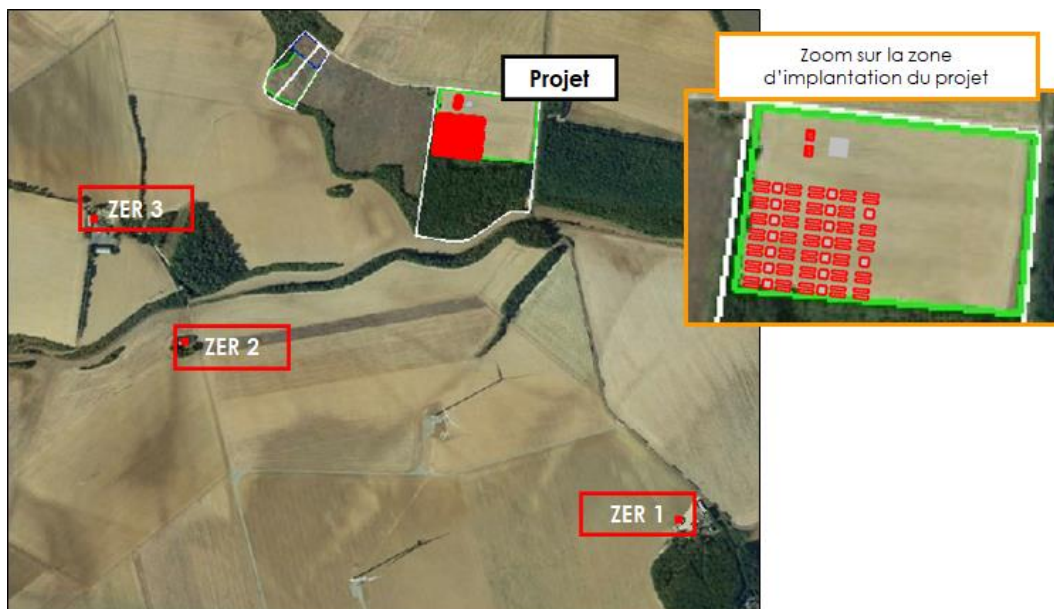 Projet
Zoom sur la zone
d'implantation du projet
ZER 3
ZER 2
ZER 1